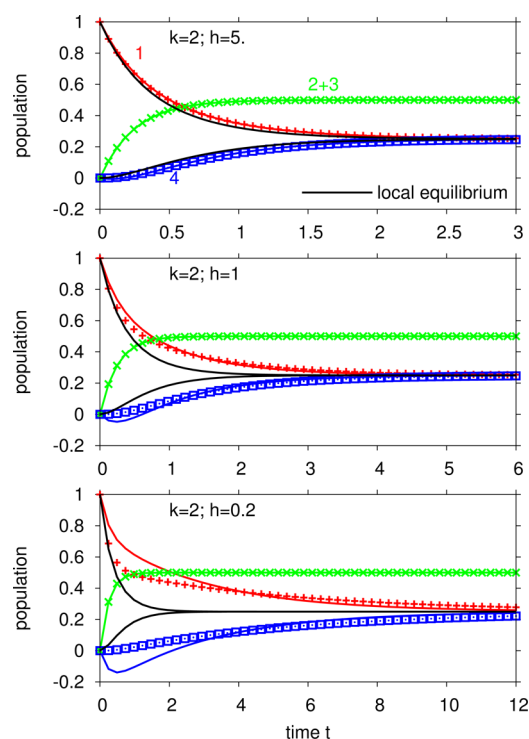 k=2; h=5.
1
2+3
4
local equilibrium
population
1
0.8
0.6
0.4
0.2
0
-0.2
0 0.5 1 1.5 2 2.5 3
k=2; h=1
population
1
0.8
0.6
0.4
0.2
0
-0.2
0 1 2 3 4 5 6
k=2; h=0.2
population
1
0.8
0.6
0.4
0.2
0
-0.2
0 2 4 6 8 10 12
time t